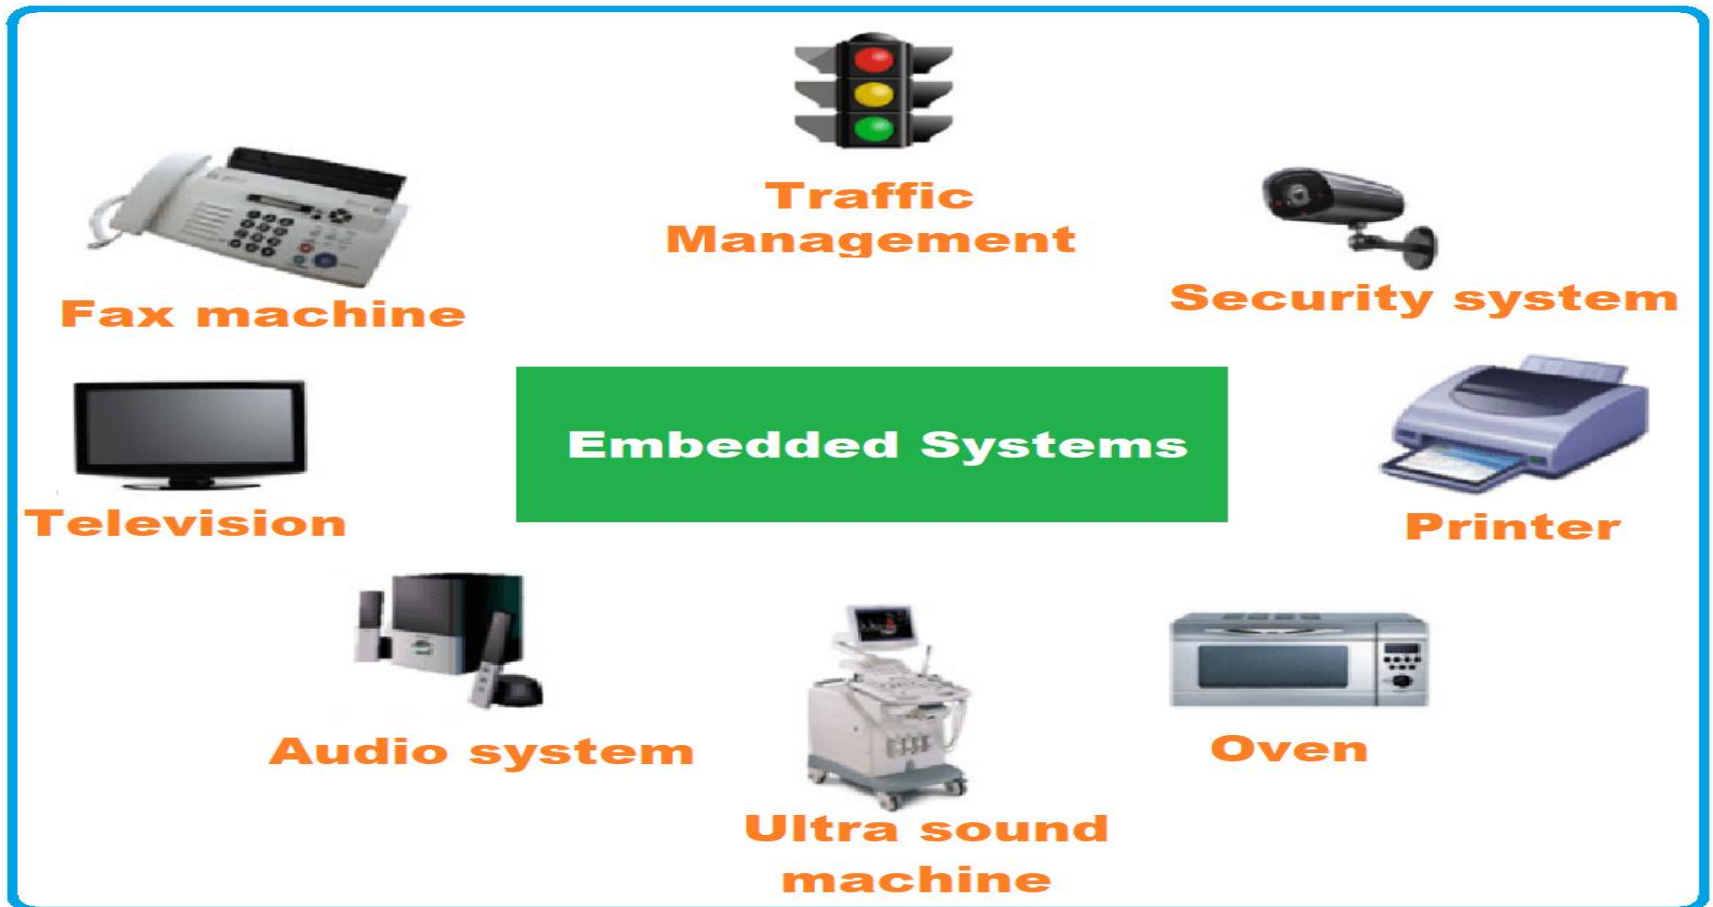 Traffic
Management
Fax machine
Security system
Embedded Systems
Television
Printer
Audio system
Oven
Ultra sound
machine